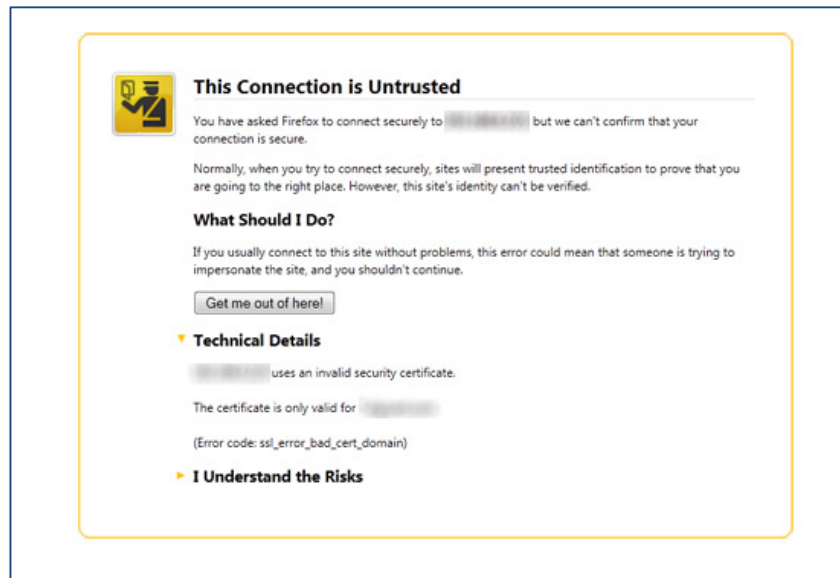 This Connection is Untrusted
You have asked Firefox to connect securely to but we can't confirm that your
connection is secure.
Normally, when you try to connect securely, sites will present trusted identification to prove that you
are going to the right place. However, this site's identity can't be verified.
What Should I Do?
If you usually connect to this site without problems, this error could mean that someone is trying to
impersonate the site, and you shouldn't continue.
Get me out of here!
Technical Details
uses an invalid security certificate.
The certificate is only valid for
(Error code: ssl_error_bad_cert_domain)
I Understand the Risks